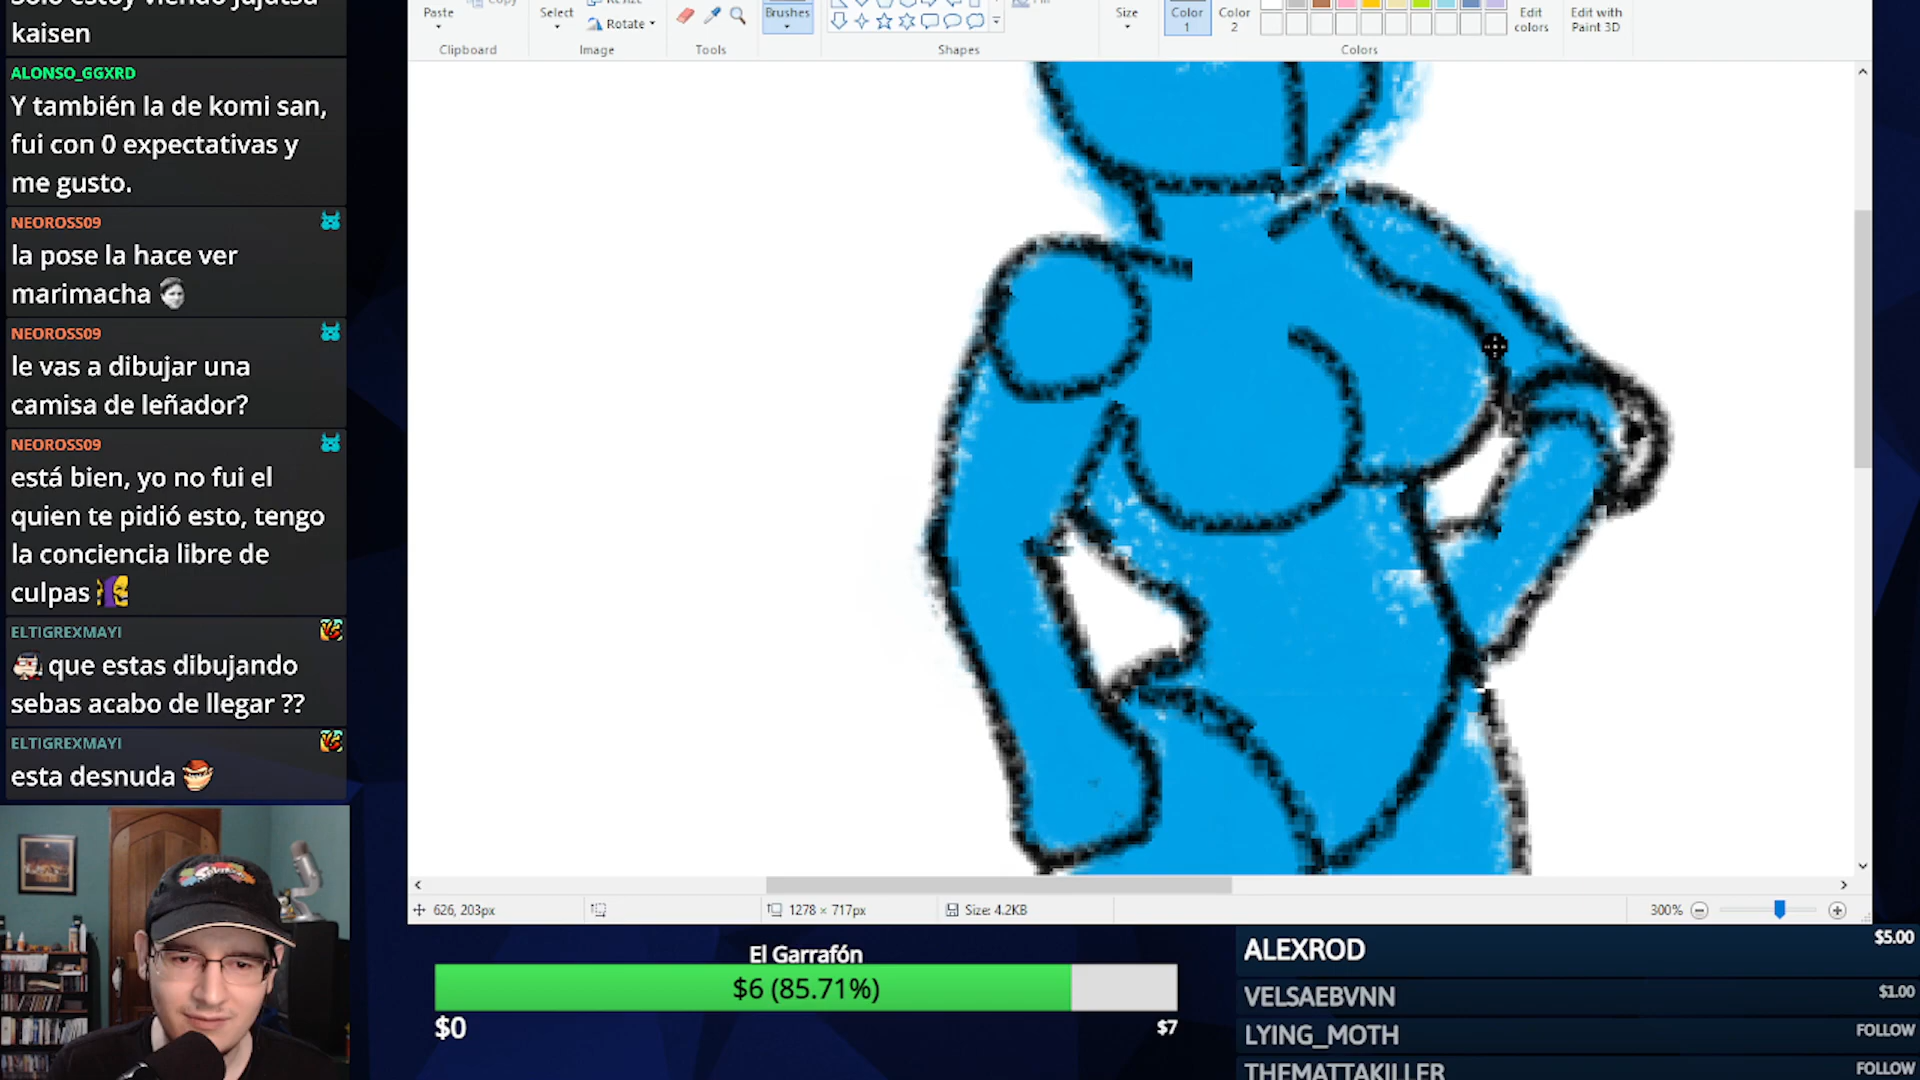 kaisen
ALONSO_GGXRD
Y también la de komi san,
fui con 0 expectativas y
me gusto.
NEOROSS09
la pose la hace ver
marimacha
NEOROSS09
le vas a dibujar una
camisa de leñador?
NEOROSS09
está bien, yo no fui el
quien te pidió esto, tengo
la conciencia libre de
culpas
ELTIGREXMAYI
que estas dibujando
sebas acabo de llegar ??
ELTIGREXMAYI
esta desnuda
Paste
Copy
Clipboard
Select
Rotate
Image
Tools
Brushes
Shapes
Size
Color
1
Color
2
Edit
colors
Edit with
Paint 3D
Colors
626, 203px
1278 × 717px
Size: 4.2KB
300%
El Garrafón
$6 (85.71%)
$0
$7
ALEXROD
$5.00
VELSAEBVNN
$1.00
LYING_MOTH
FOLLOW
THEMATTAKILLER
FOLLOW